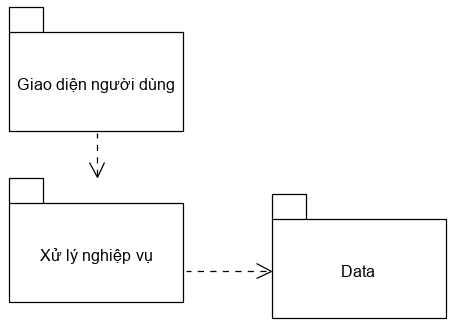 Giao diện người dùng
Xử lý nghiệp vụ
Data